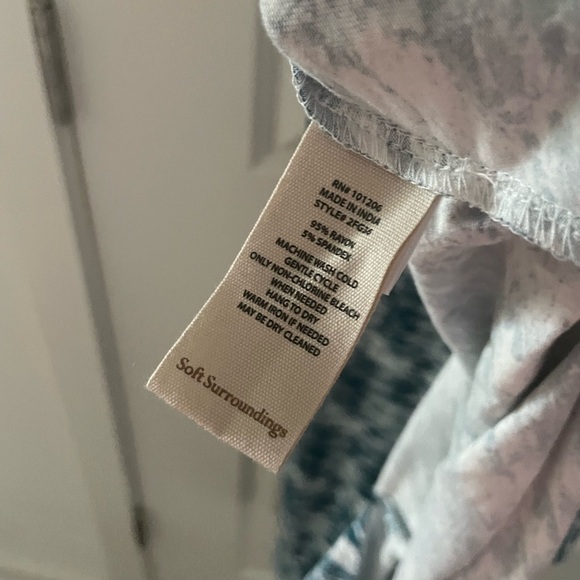 RN# 101206
MADE IN INDIA
STYLE# 2FG36
95% RAYON
5% SPANDEX
MACHINE WASH COLD
GENTLE CYCLE
ONLY NON-CHLORINE BLEACH
WHEN NEEDED
HANG TO DRY
WARM IRON IF NEEDED
MAY BE DRY CLEANED
Soft Surroundings